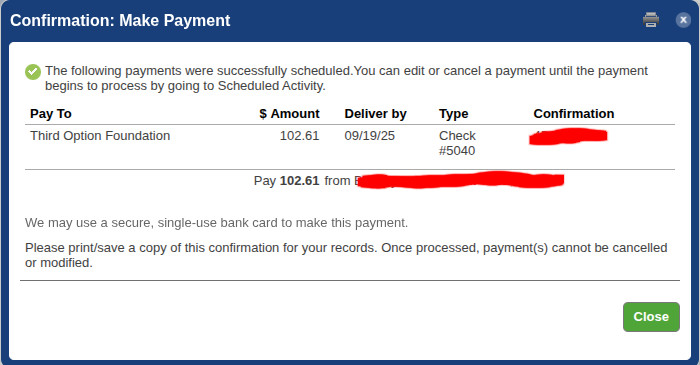 Confirmation: Make Payment
The following payments were successfully scheduled.You can edit or cancel a payment until the payment
begins to process by going to Scheduled Activity.
Pay To $ Amount Deliver by Type Confirmation
Third Option Foundation 102.61 09/19/25 Check
#5040
Pay 102.61 from
We may use a secure, single-use bank card to make this payment.
Please print/save a copy of this confirmation for your records. Once processed, payment(s) cannot be cancelled
or modified.
Close